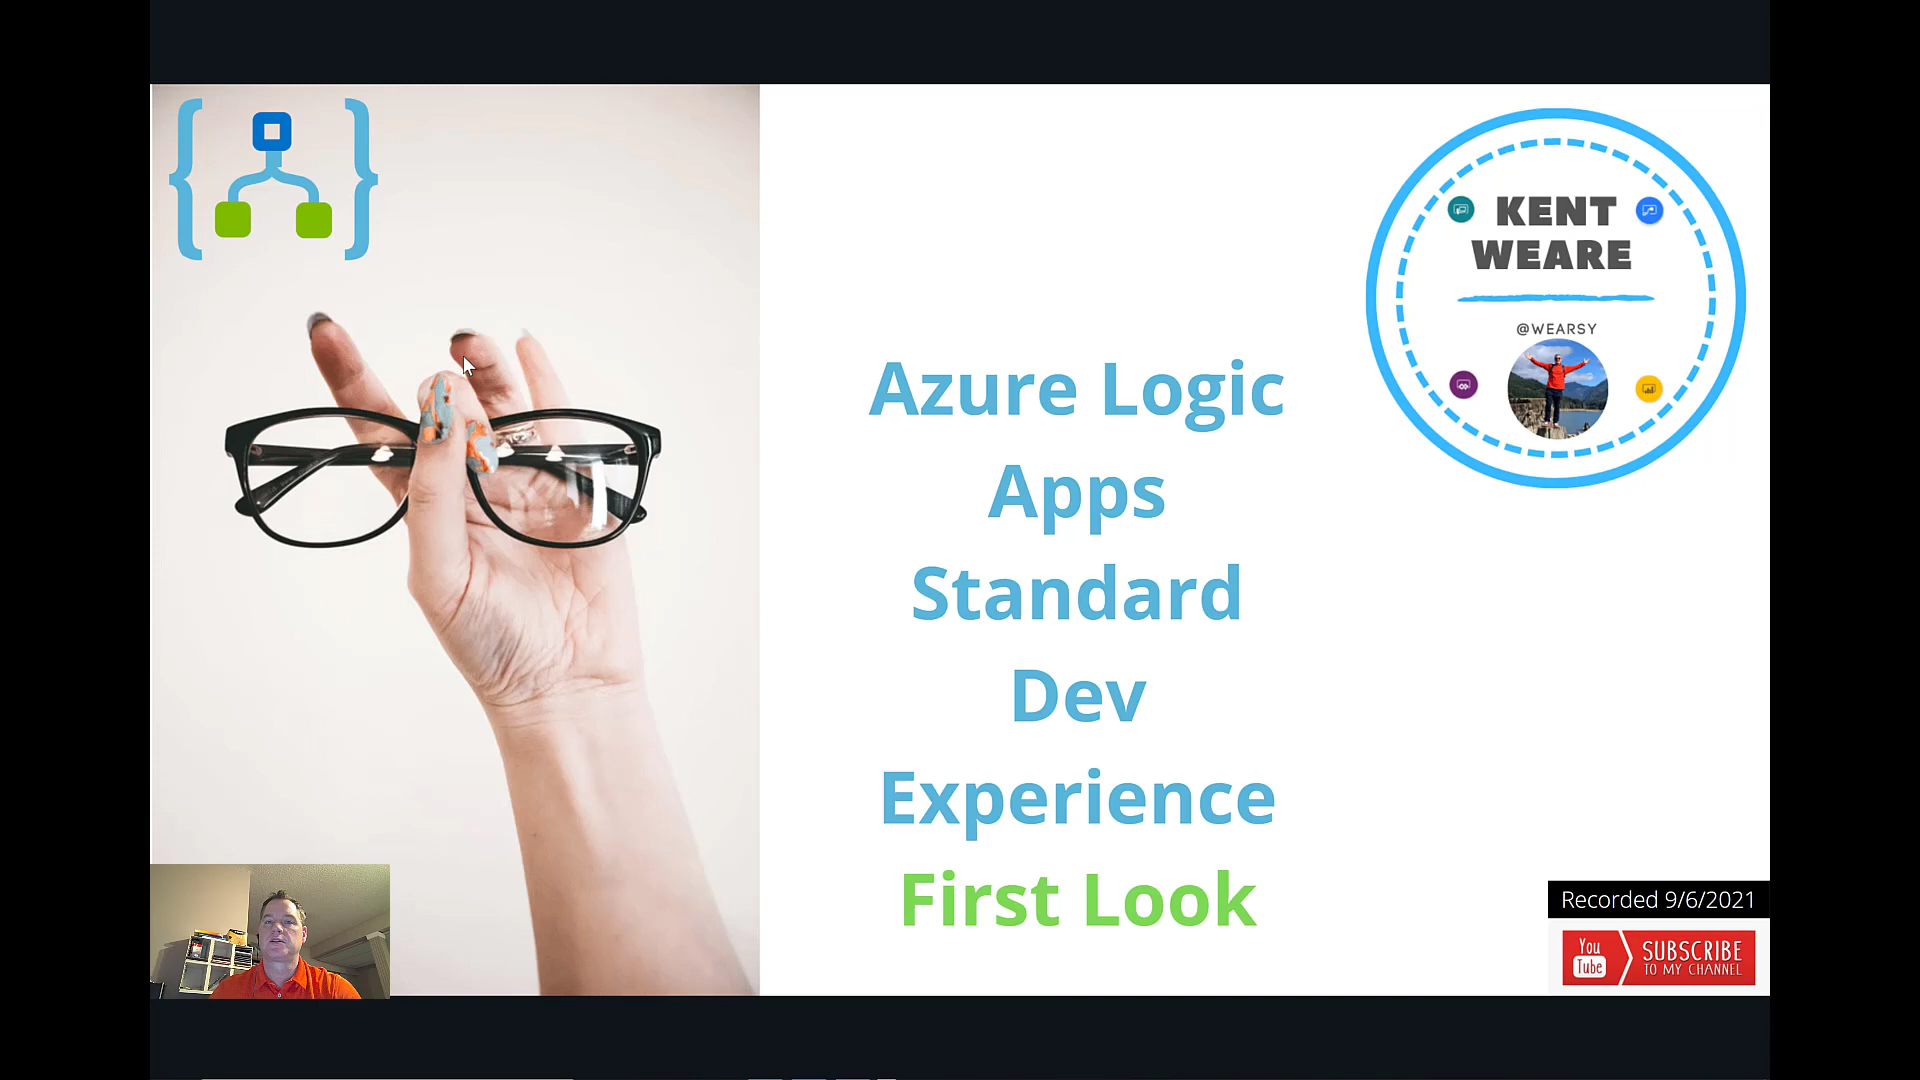 KENT
WEARE
@WEARSY
Azure Logic
Apps
Standard
Dev
Experience
First Look
Recorded 9/6/2021
You
Tube
SUBSCRIBE
TO MY CHANNEL